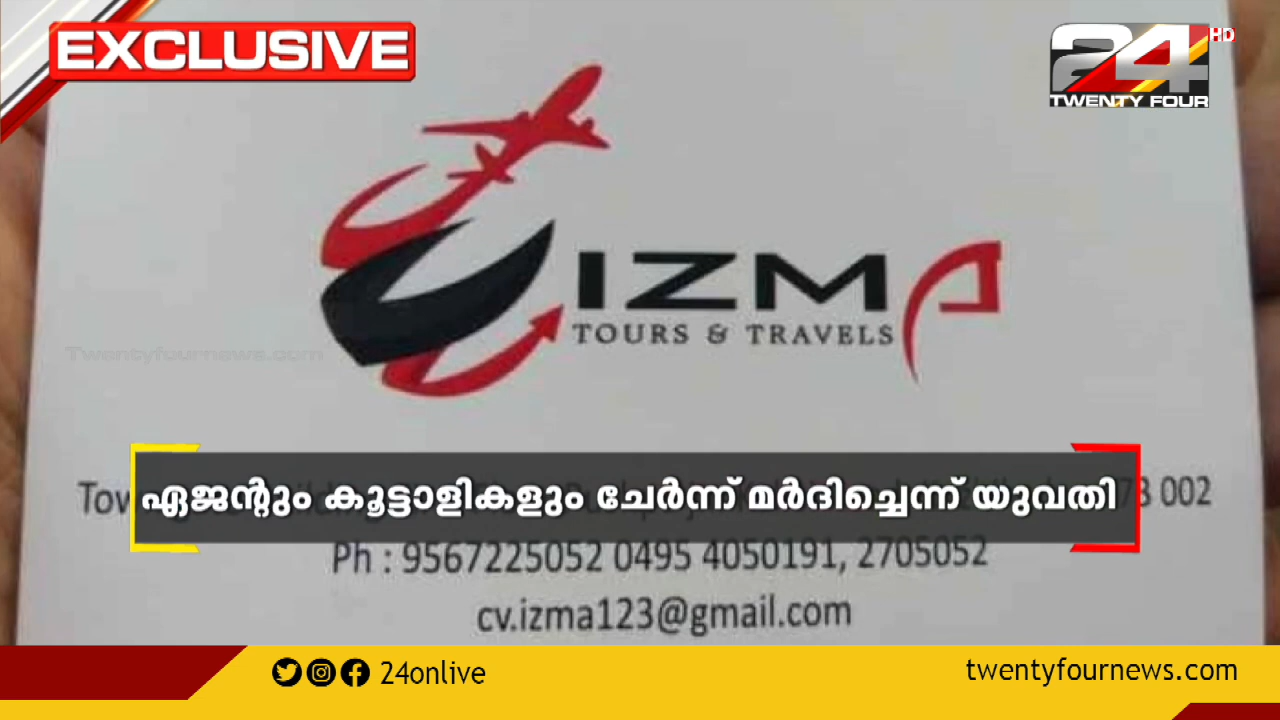 EXCLUSIVE
24 HD
TWENTY FOUR
IZMA
TOURS & TRAVELS
Twentyfournews.com
ഏജന്റും കൂട്ടാളികളും ചേർന്ന് മർദിച്ചെന്ന് യുവതി
002
Ph : 9567225052 0495 4050191, 2705052
cv.izma123@gmail.com
24onlive
twentyfournews.com